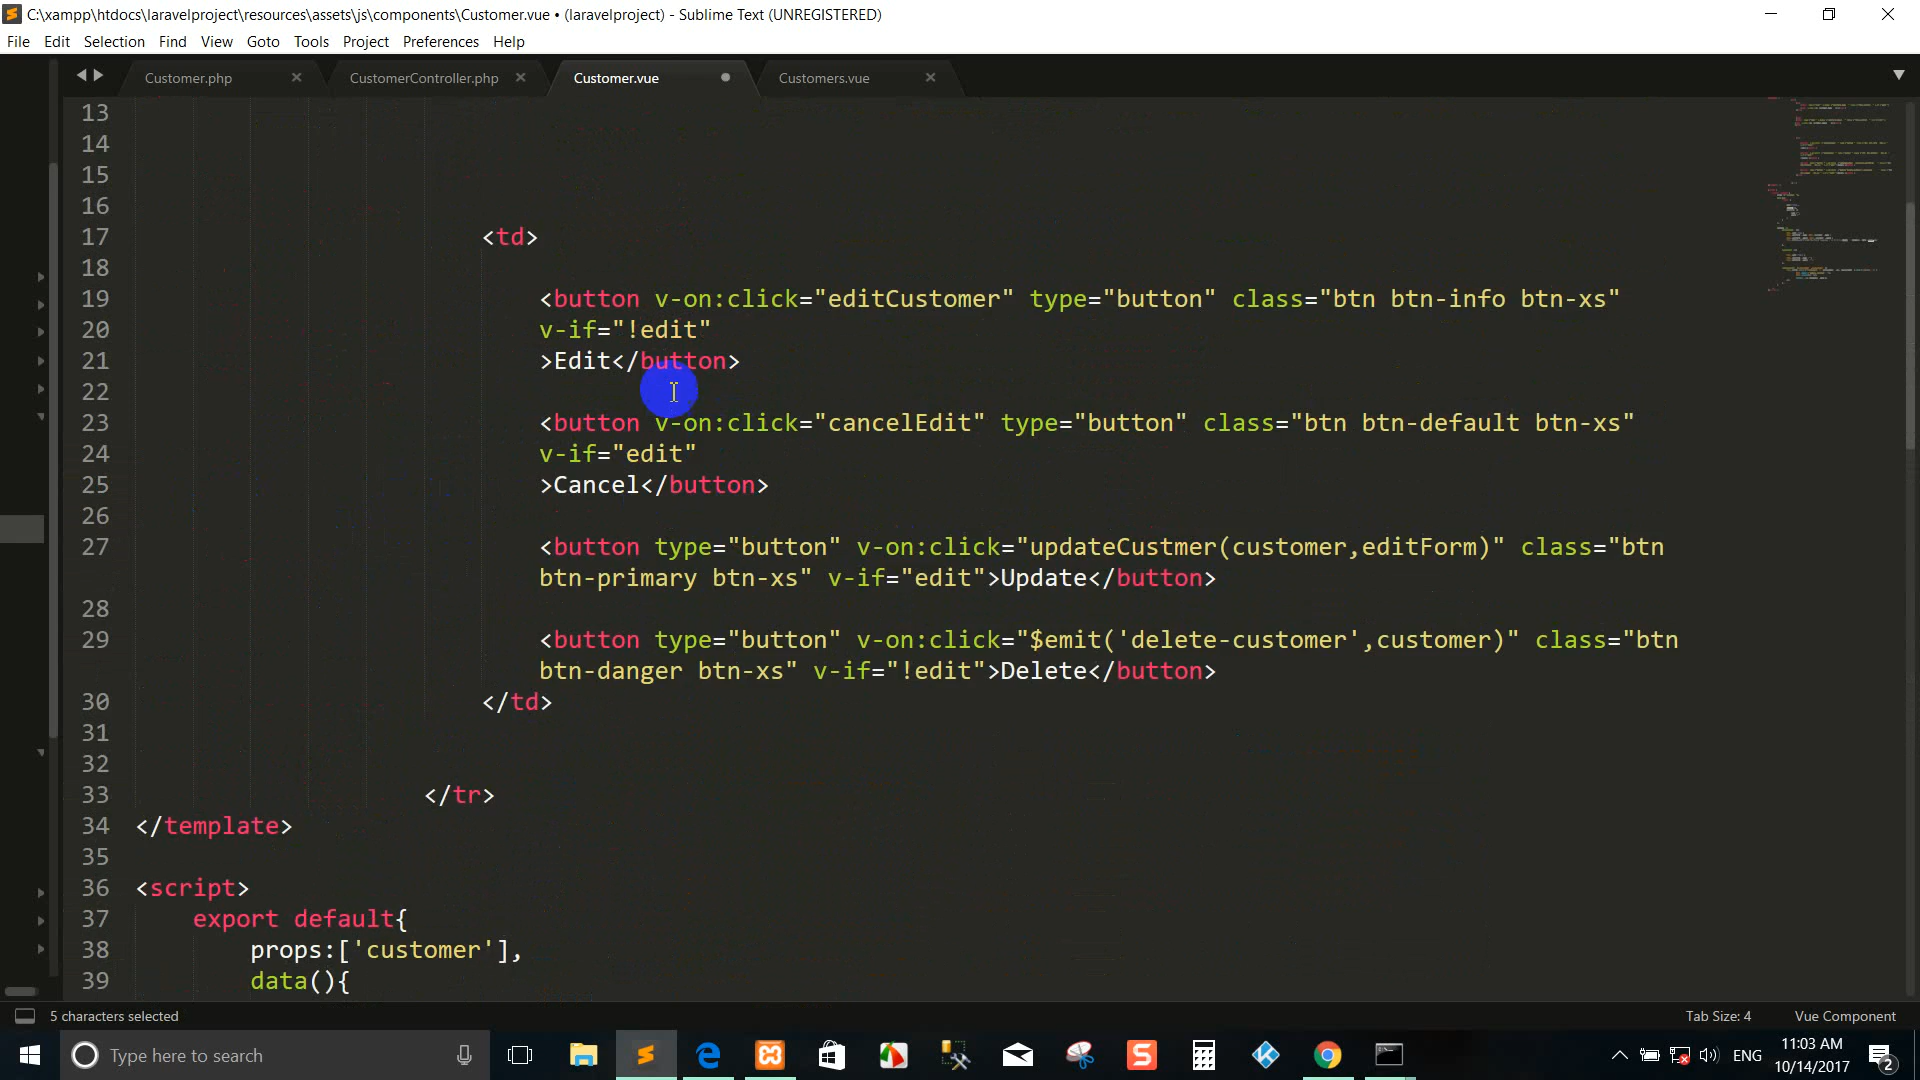 C:\xampp\htdocs\laravelproject\resources\assets\js\components\Customer.vue • (laravelproject) - Sublime Text (UNREGISTERED)
File Edit Selection Find View Goto Tools Project Preferences Help
Customer.php CustomerController.php Customer.vue Customers.vue
13
14
15
16
17 <td>
18
19 <button v-on:click="editCustomer" type="button" class="btn btn-info btn-xs"
20 v-if="!edit"
21 >Edit</button>
22
23 <button v-on:click="cancelEdit" type="button" class="btn btn-default btn-xs"
24 v-if="edit"
25 >Cancel</button>
26
27 <button type="button" v-on:click="updateCustmer(customer,editForm)" class="btn
btn-primary btn-xs" v-if="edit">Update</button>
28
29 <button type="button" v-on:click="$emit('delete-customer',customer)" class="btn
btn-danger btn-xs" v-if="!edit">Delete</button>
30 </td>
31
32
33 </tr>
34 </template>
35
36 <script>
37 export default{
38 props:['customer'],
39 data(){
5 characters selected Tab Size: 4 Vue Component
Type here to search ENG 11:03 AM
10/14/2017 2